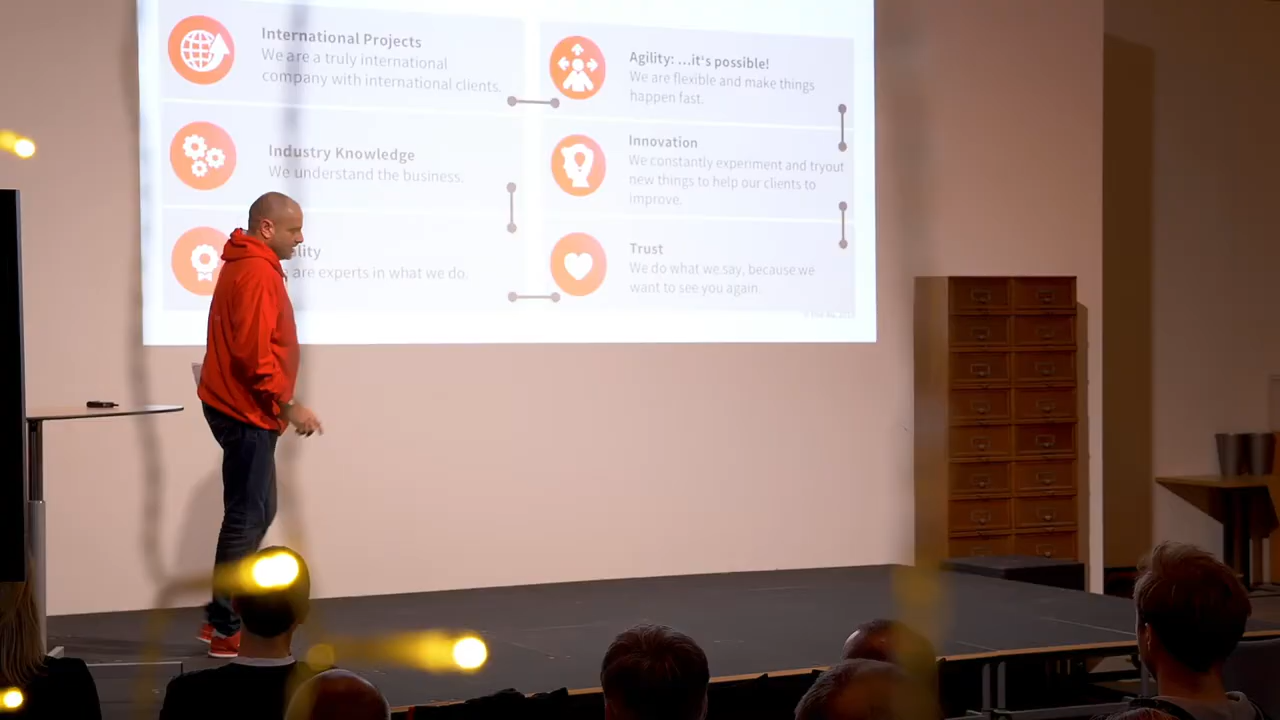 International Projects
We are a truly international
company with international clients.
Industry Knowledge
We understand the business.
ality
are experts in what we do.
Agility: ...it's possible!
We are flexible and make things
happen fast.
Innovation
We constantly experiment and tryout
new things to help our clients to
improve.
Trust
We do what we say, because we
want to see you again.